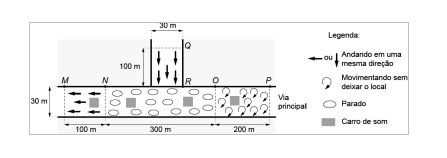 30 m
Legenda:
Q
ou
Andando em uma
mesma direção
100 m
M N R O P
Movimentando sem
deixar o local
30 m
Via
principal
Parado
Carro de som
100 m 300 m 200 m